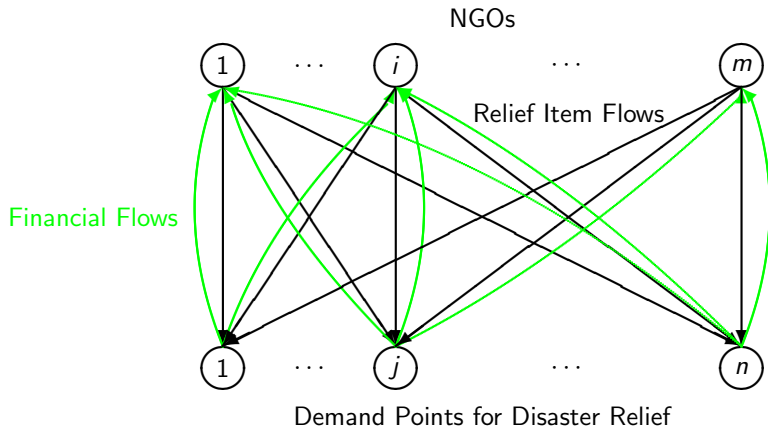 NGOs
1 ··· i ··· m
Relief Item Flows
Financial Flows
1 ··· j ··· n
Demand Points for Disaster Relief